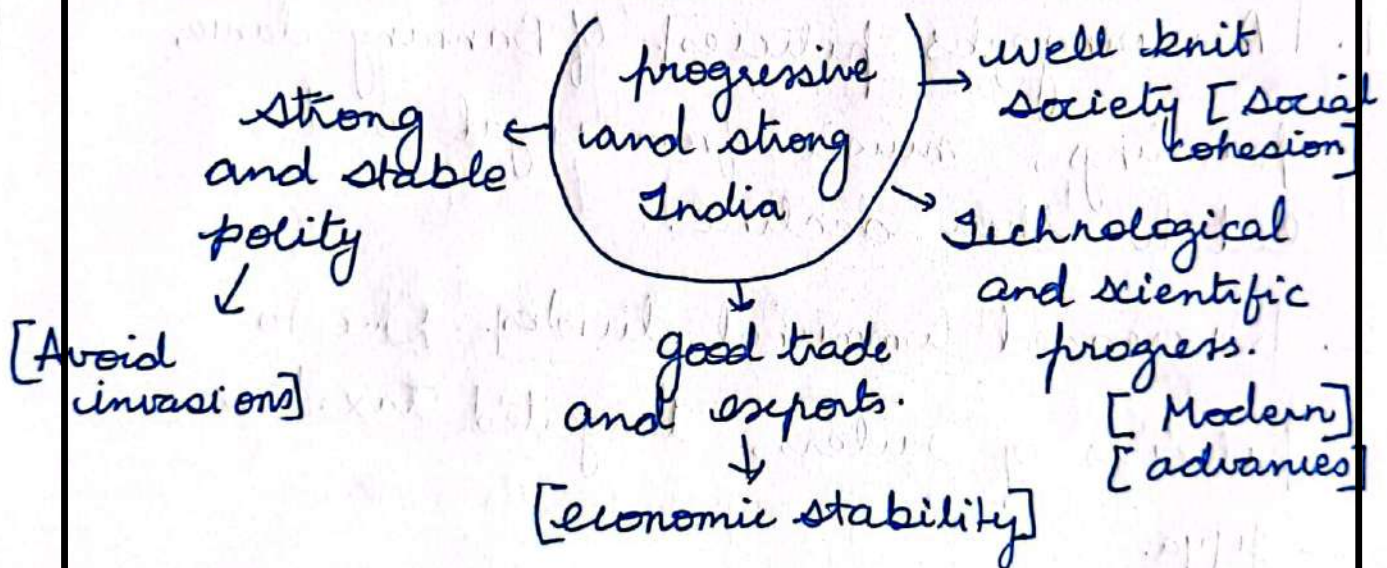 progressive
and strong
India
strong
and stable
polity
[Avoid
invasions]
good trade
and exports.
[economic stability]
well knit
society [social
cohesion]
Technological
and scientific
progress.
[Modern]
[advances]